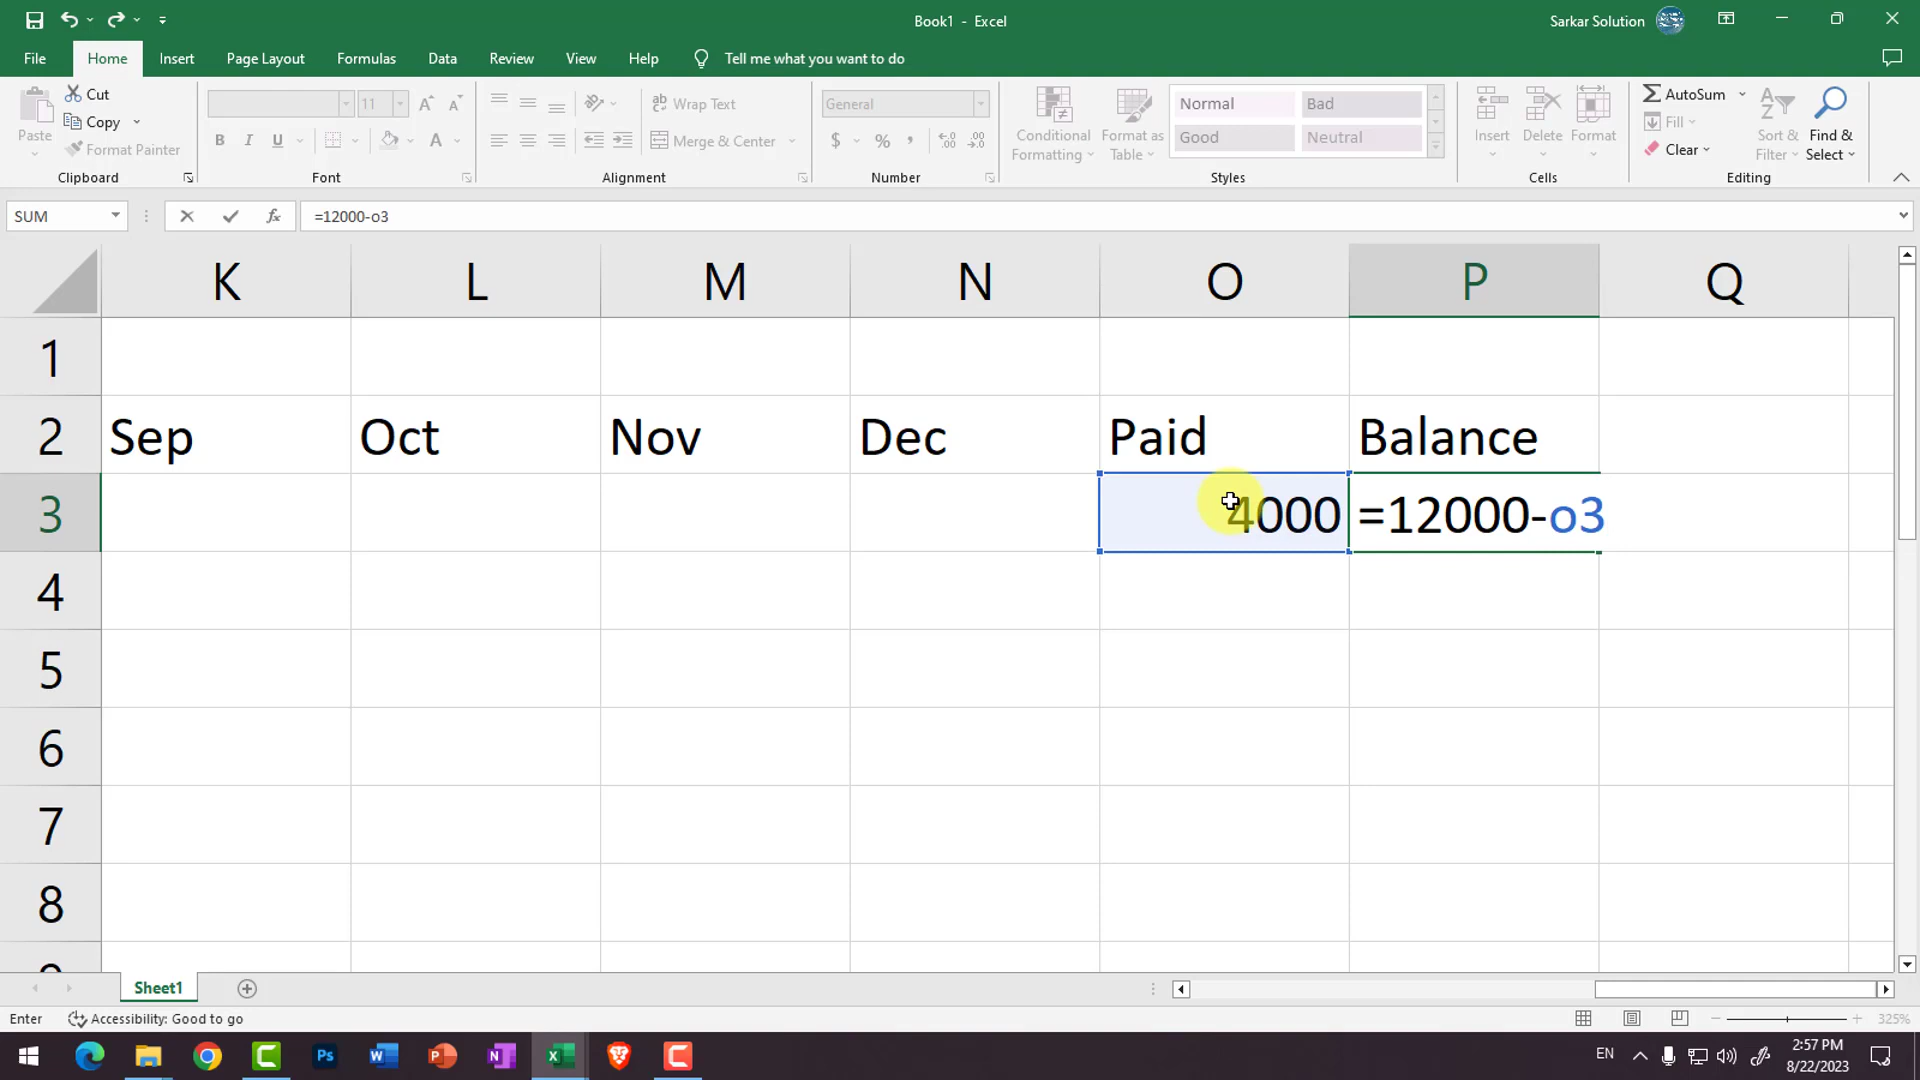 Book1 - Excel
Sarkar Solution
File Home Insert Page Layout Formulas Data Review View Help Tell me what you want to do
Paste
Cut
Copy
Format Painter
Clipboard
11
B I U
Font
Wrap Text
Merge & Center
Alignment
General
$ % ,
Number
Conditional Formatting
Format as Table
Normal Bad
Good Neutral
Styles
Insert Delete Format
Cells
AutoSum
Fill
Clear
Sort & Filter
Find & Select
Editing
SUM
=12000-o3
K L M N O P Q
1
2 Sep Oct Nov Dec Paid Balance
3 4000 =12000-o3
4
5
6
7
8
9
Sheet1
Enter Accessibility: Good to go 325%
EN
2:57 PM
8/22/2023